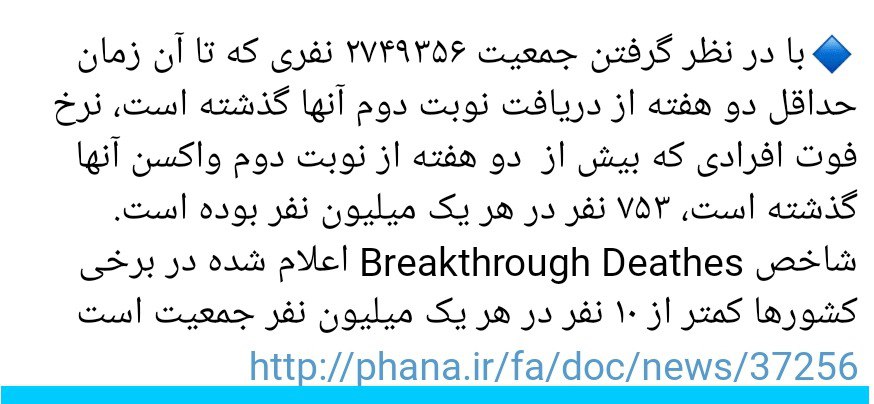 🔷با در نظر گرفتن جمعیت ۲۷۴۹۳۵۶ نفری که تا آن زمان
حداقل دو هفته از دریافت نوبت دوم آنها گذشته است، نرخ
فوت افرادی که بیش از دو هفته از نوبت دوم واکسن آنها
گذشته است، ۷۵۳ نفر در هر یک میلیون نفر بوده است.
شاخص Breakthrough Deathes اعلام شده در برخی
کشورها کمتر از ۱۰ نفر در هر یک میلیون نفر جمعیت است
http://phana.ir/fa/doc/news/37256